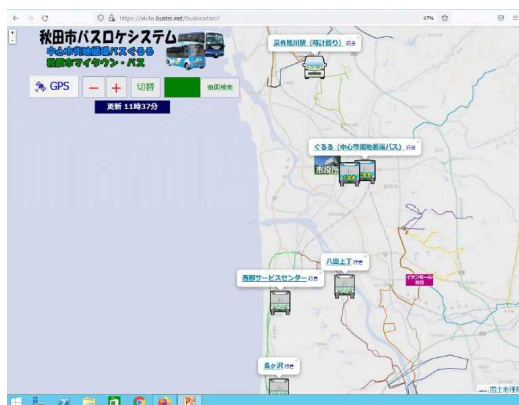 https://akita.bustei.net/buslocation/
67%
秋田市バスロケシステム
中心市街地循環バスぐるる
秋田市マイタウン・バス
GPS
－
＋
切替
車両検索
更新 11時37分
泉外旭川駅（時計回り） 行き
ぐるる（中心市街地循環バス） 行き
市役所
八田上丁 行き
西部サービスセンター 行き
イオンモール
秋田
桑ヶ沢 行き
国土地理院